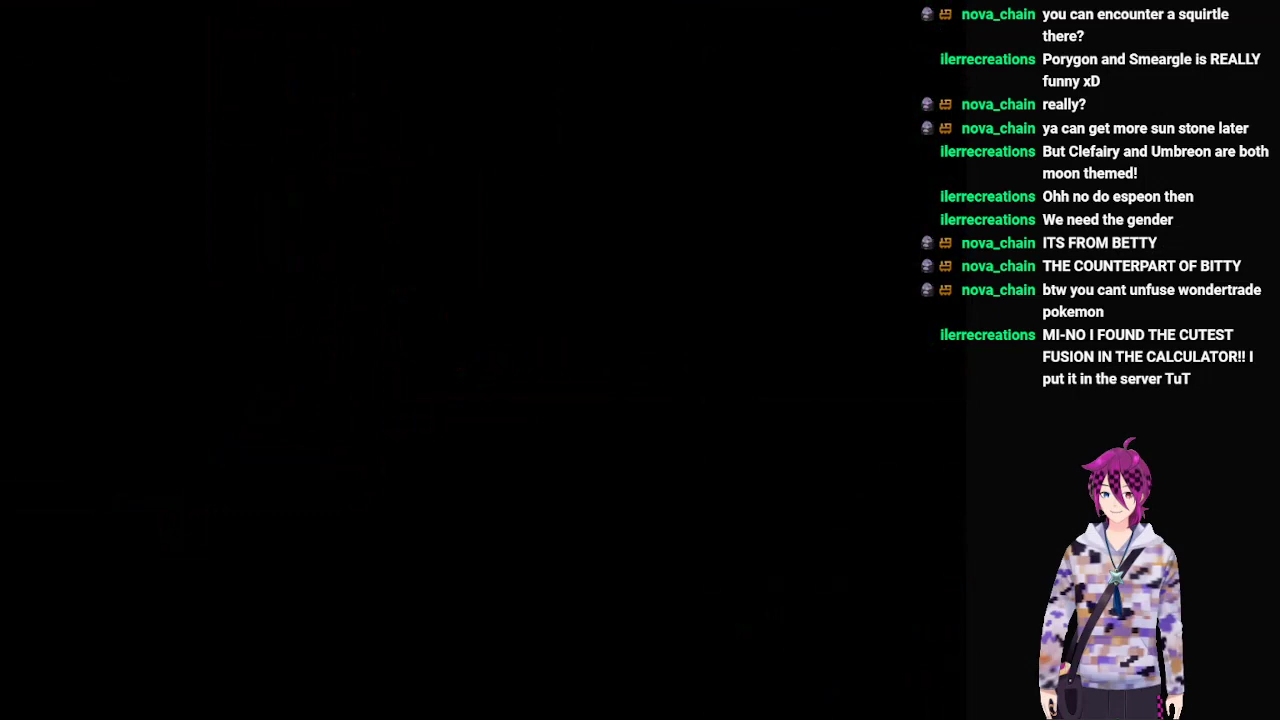 nova_chain you can encounter a squirtle
there?
ilerrecreations Porygon and Smeargle is REALLY
funny xD
nova_chain really?
nova_chain ya can get more sun stone later
ilerrecreations But Clefairy and Umbreon are both
moon themed!
ilerrecreations Ohh no do espeon then
ilerrecreations We need the gender
nova_chain ITS FROM BETTY
nova_chain THE COUNTERPART OF BITTY
nova_chain btw you cant unfuse wondertrade
pokemon
ilerrecreations MI-NO I FOUND THE CUTEST
FUSION IN THE CALCULATOR!! I
put it in the server TuT